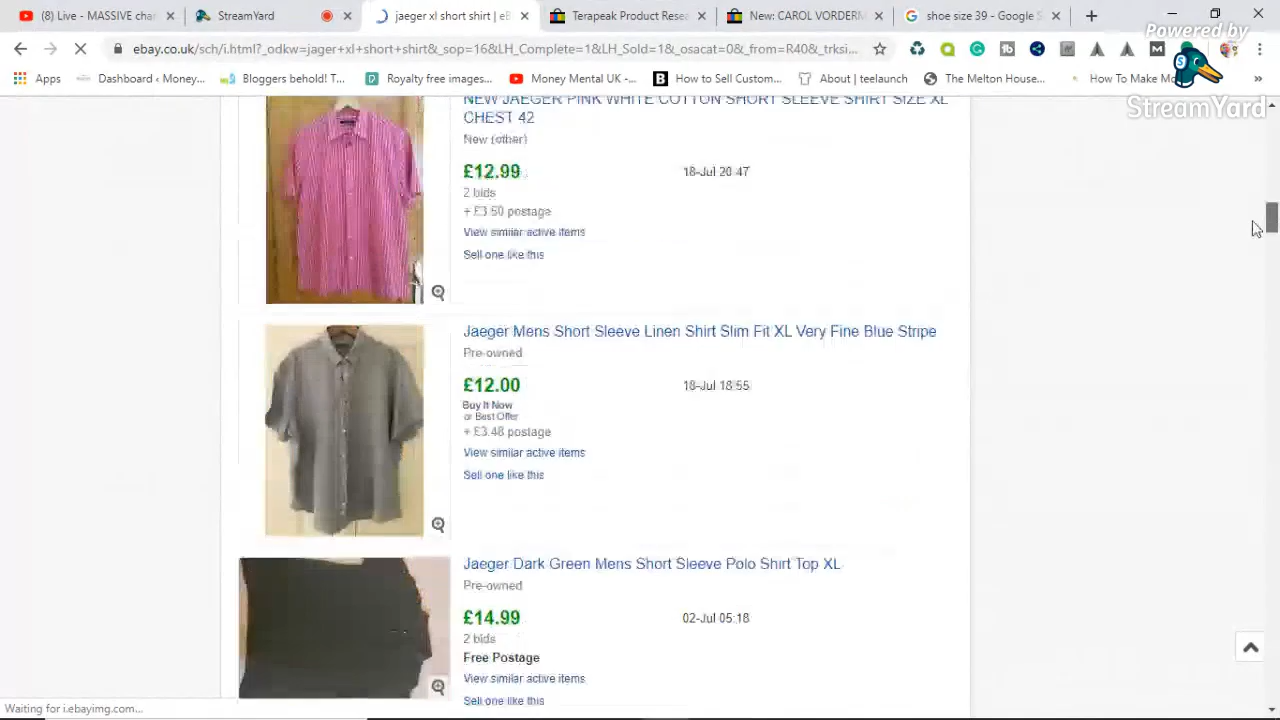 (8) Live - MASSIVE chari
StreamYard
jaeger xl short shirt | eB
Terapeak Product Resea
New: CAROL VORDERM
shoe size 39 - Google S
Powered by
StreamYard
ebay.co.uk/sch/i.html?_odkw=jager+xl+short+shirt&_sop=16&LH_Complete=1&LH_Sold=1&_osacat=0&_from=R40&_trksi...
Apps
Dashboard ‹ Money...
Bloggers behold! T...
Royalty free images...
Money Mental UK -...
How to Sell Custom...
About | teelaunch
The Melton House...
How To Make Mo
»
NEW JAEGER PINK WHITE COTTON SHORT SLEEVE SHIRT SIZE XL
CHEST 42
New (other)
£12.99
18-Jul 20:47
2 bids
+ £3.50 postage
View similar active items
Sell one like this
Jaeger Mens Short Sleeve Linen Shirt Slim Fit XL Very Fine Blue Stripe
Pre-owned
£12.00
18-Jul 18:55
Buy It Now
or Best Offer
+ £3.48 postage
View similar active items
Sell one like this
Jaeger Dark Green Mens Short Sleeve Polo Shirt Top XL
Pre-owned
£14.99
02-Jul 05:18
2 bids
Free Postage
View similar active items
Sell one like this
Waiting for i.ebayimg.com...